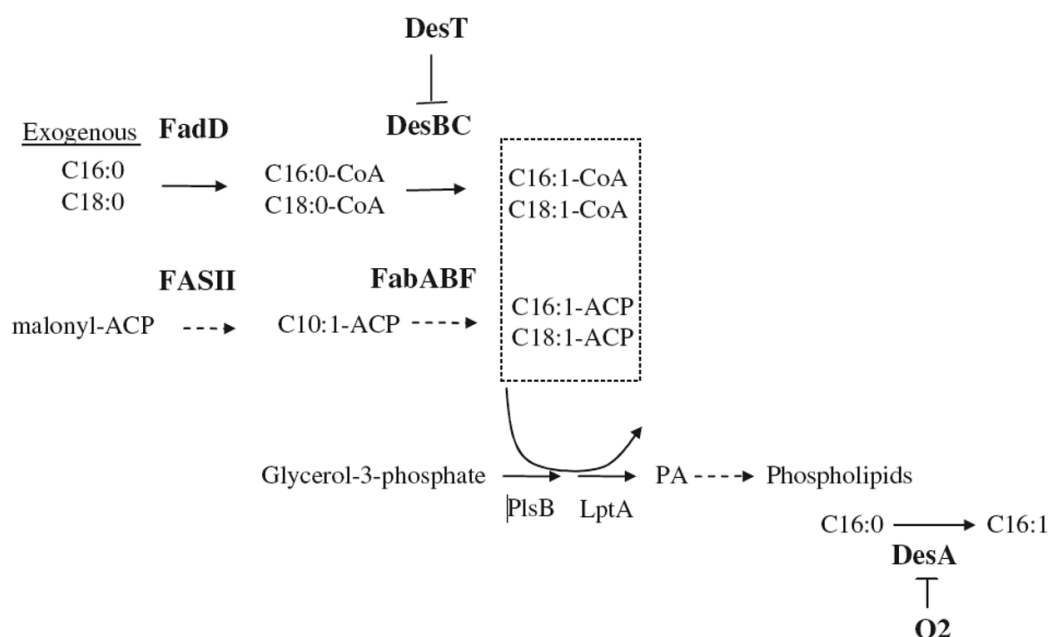 DesT
DesBC
Exogenous FadD
C16:0
C18:0
C16:0-CoA
C18:0-CoA
C16:1-CoA
C18:1-CoA
FASII
FabABF
malonyl-ACP
C10:1-ACP
C16:1-ACP
C18:1-ACP
Glycerol-3-phosphate
PA
Phospholipids
PlsB
LptA
C16:0
C16:1
DesA
O2